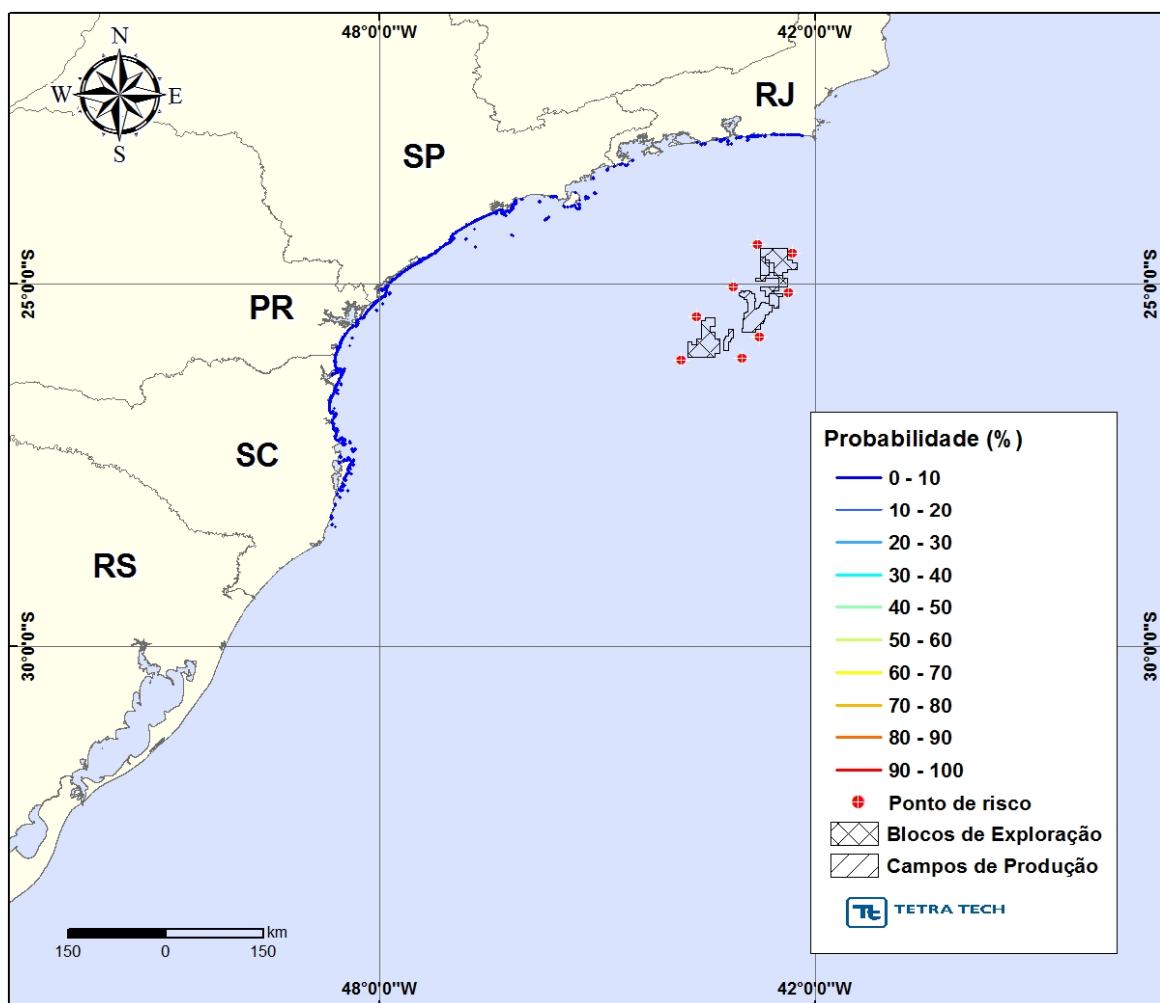 48°0'0"W
42°0'0"W
N
W
E
S
RJ
SP
25°0'0"S
25°0'0"S
PR
SC
RS
30°0'0"S
30°0'0"S
Probabilidade (%)
0 - 10
10 - 20
20 - 30
30 - 40
40 - 50
50 - 60
60 - 70
70 - 80
80 - 90
90 - 100
Ponto de risco
Blocos de Exploração
Campos de Produção
Tt TETRA TECH
km
150 0 150
48°0'0"W
42°0'0"W